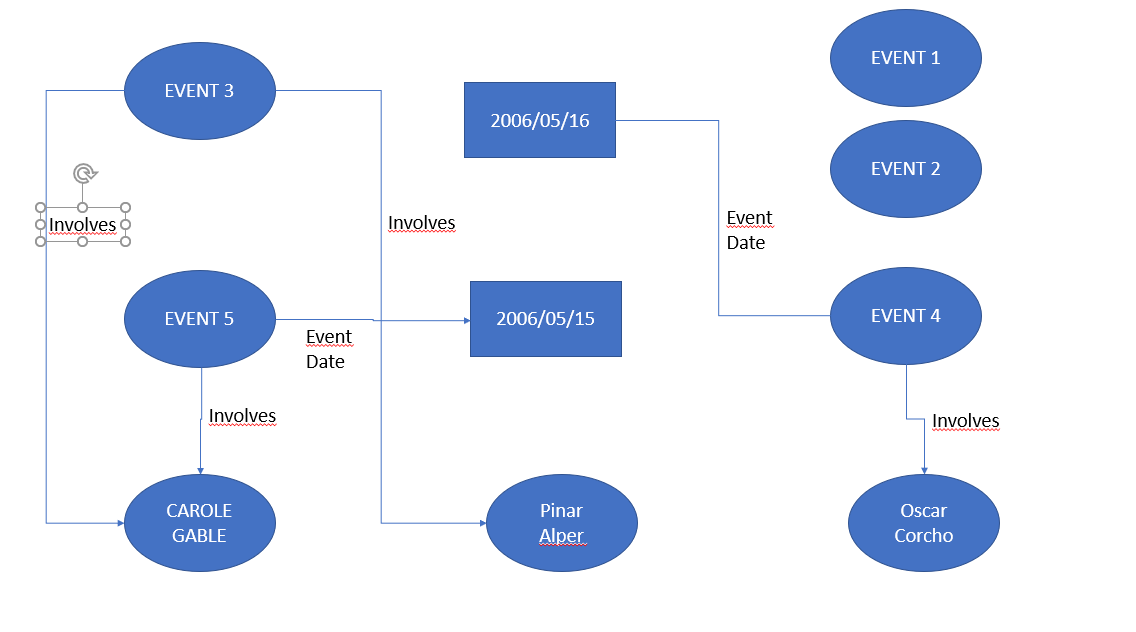 EVENT 1
EVENT 3
2006/05/16
EVENT 2
Involves
Involves
Event
Date
EVENT 5
2006/05/15
EVENT 4
Event
Date
Involves
Involves
CAROLE
GABLE
Pinar
Alper
Oscar
Corcho